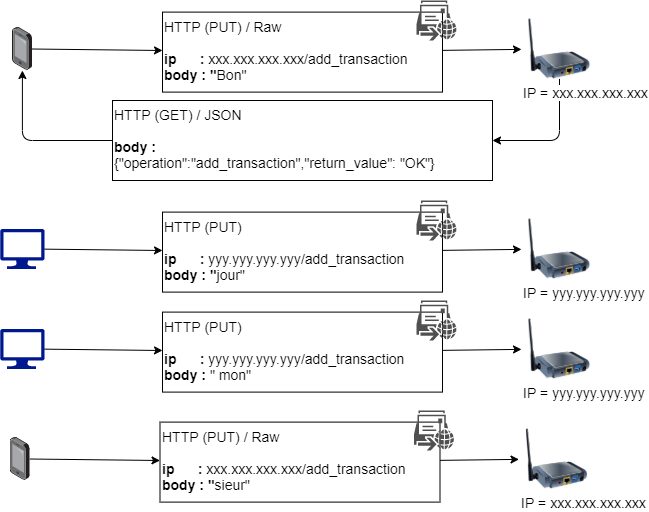 HTTP (PUT) / Raw
ip : xxx.xxx.xxx.xxx/add_transaction
body : "Bon"
IP = xxx.xxx.xxx.xxx
HTTP (GET) / JSON
body :
{"operation":"add_transaction","return_value": "OK"}
HTTP (PUT)
ip : yyy.yyy.yyy.yyy/add_transaction
body : "jour"
IP = yyy.yyy.yyy.yyy
HTTP (PUT)
ip : yyy.yyy.yyy.yyy/add_transaction
body : " mon"
IP = yyy.yyy.yyy.yyy
HTTP (PUT) / Raw
ip : xxx.xxx.xxx.xxx/add_transaction
body : "sieur"
IP = xxx.xxx.xxx.xxx